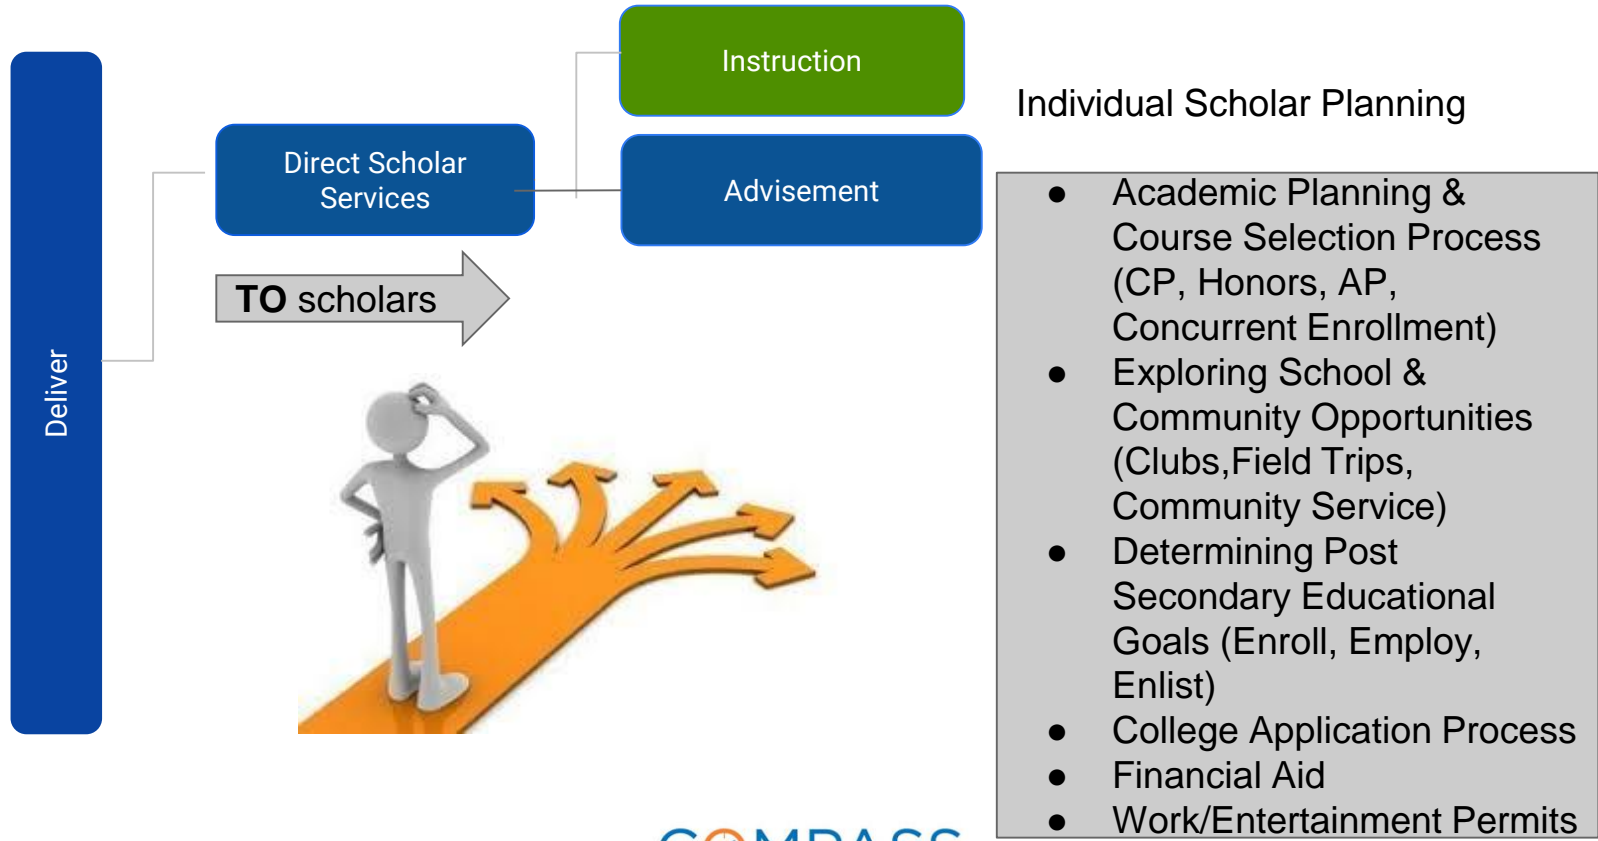 Deliver
Direct Scholar
Services
Instruction
Advisement
TO scholars
Individual Scholar Planning
● Academic Planning &
Course Selection Process
(CP, Honors, AP,
Concurrent Enrollment)
● Exploring School &
Community Opportunities
(Clubs,Field Trips,
Community Service)
● Determining Post
Secondary Educational
Goals (Enroll, Employ,
Enlist)
● College Application Process
● Financial Aid
● Work/Entertainment Permits
COMPASS